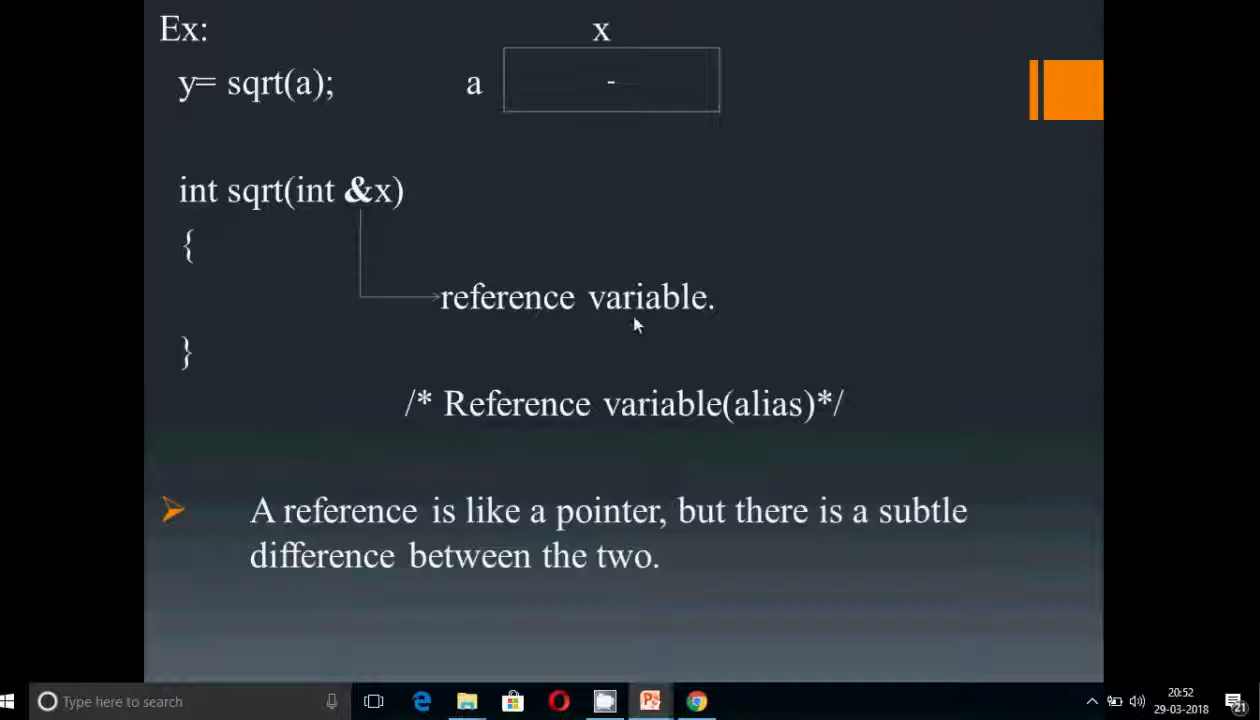 Ex:
x
y= sqrt(a);
a
-
int sqrt(int &x)
{
reference variable.
}
/* Reference variable(alias)*/
A reference is like a pointer, but there is a subtle
difference between the two.
Type here to search
20:52
29-03-2018
21